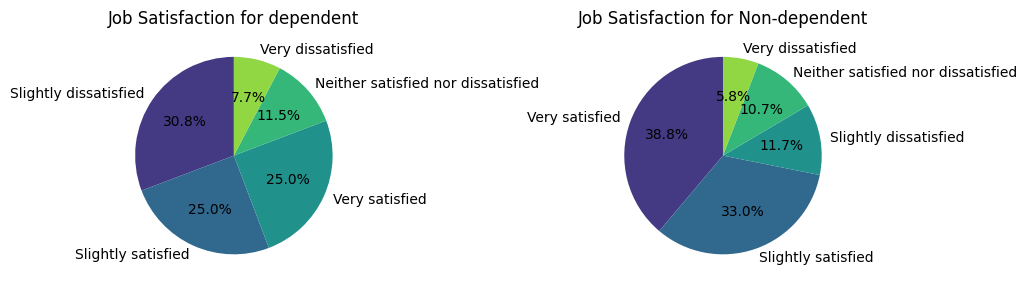 Job Satisfaction for dependent
Very dissatisfied
Neither satisfied nor dissatisfied
Slightly dissatisfied
7.7%
11.5%
30.8%
25.0%
25.0%
Very satisfied
Slightly satisfied
Job Satisfaction for Non-dependent
Very dissatisfied
Neither satisfied nor dissatisfied
5.8%
10.7%
Very satisfied
38.8%
Slightly dissatisfied
11.7%
33.0%
Slightly satisfied